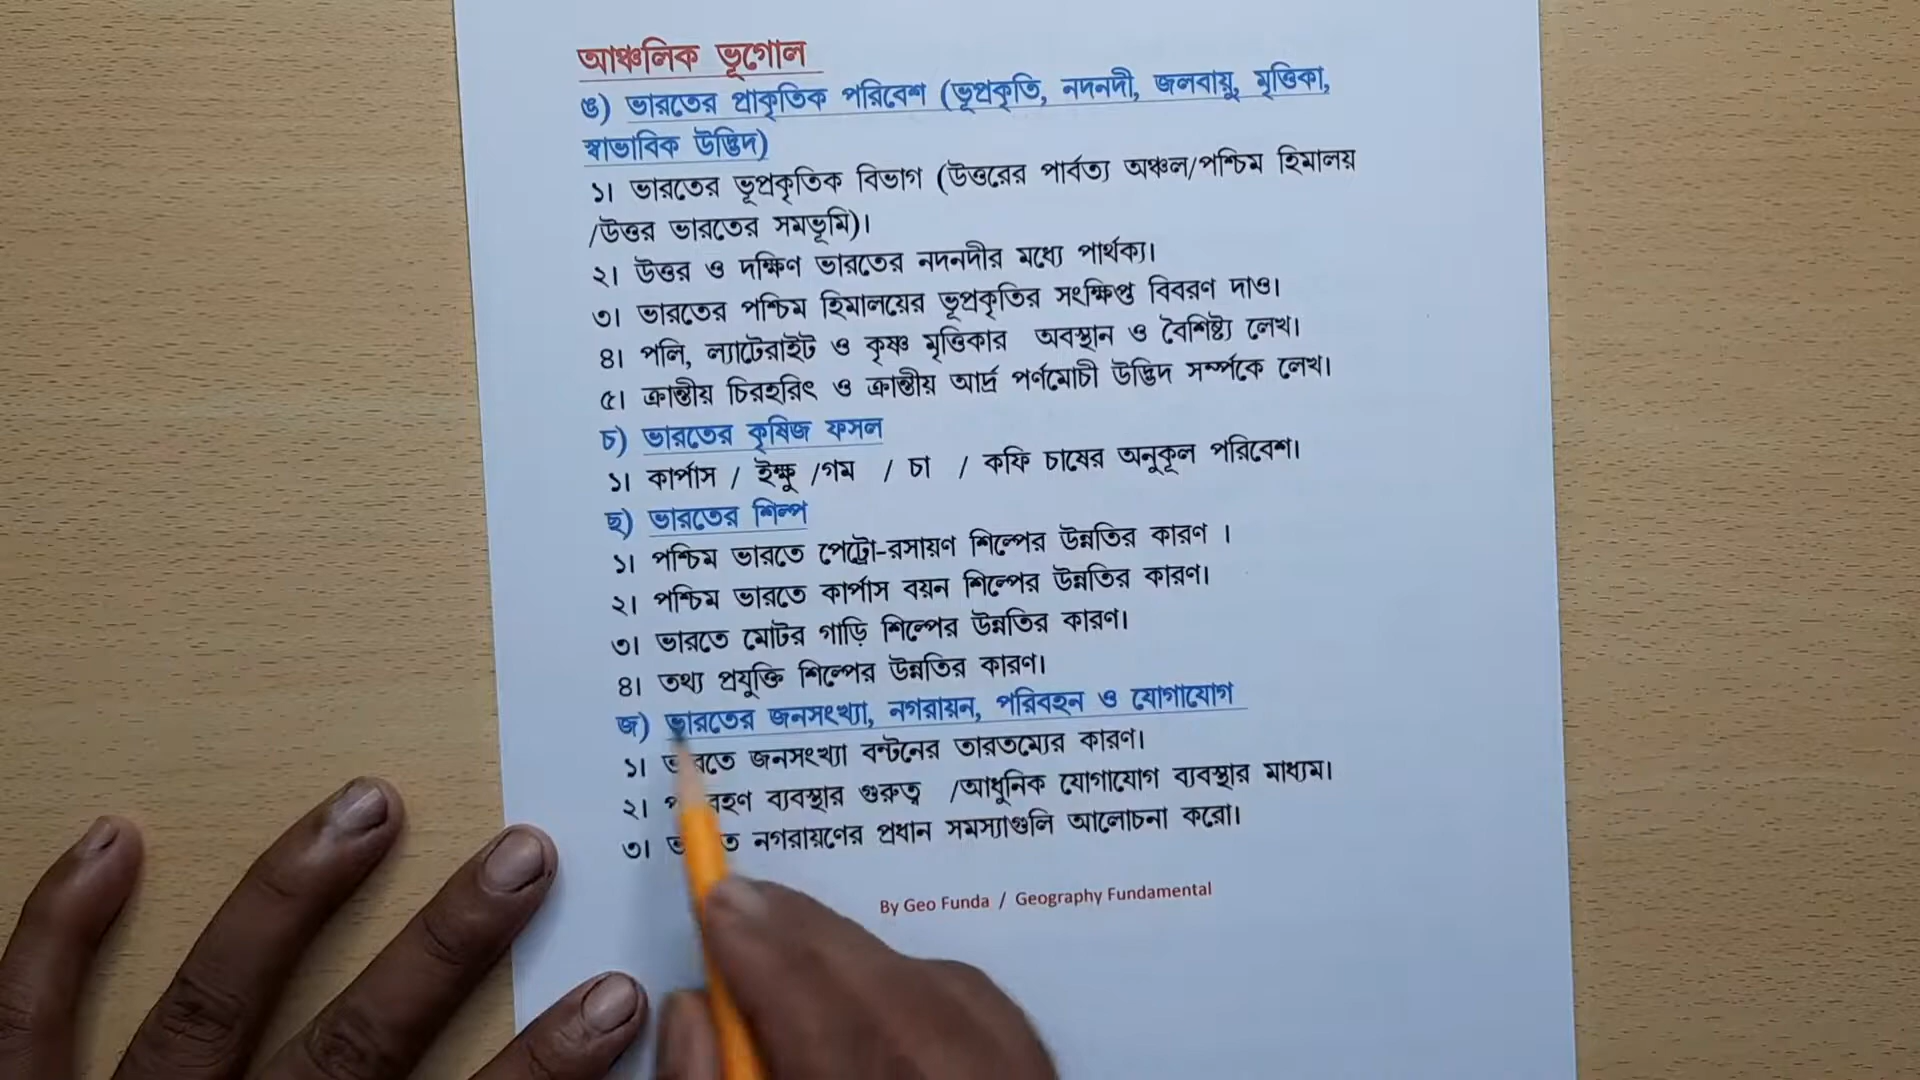 আঞ্চলিক ভূগোল
ঙ) ভারতের প্রাকৃতিক পরিবেশ (ভূপ্রকৃতি, নদনদী, জলবায়ু, মৃত্তিকা,
স্বাভাবিক উদ্ভিদ)
১। ভারতের ভূপ্রকৃতিক বিভাগ (উত্তরের পার্বত্য অঞ্চল/পশ্চিম হিমালয়
/উত্তর ভারতের সমভূমি)।
২। উত্তর ও দক্ষিণ ভারতের নদনদীর মধ্যে পার্থক্য।
৩। ভারতের পশ্চিম হিমালয়ের ভূপ্রকৃতির সংক্ষিপ্ত বিবরণ দাও।
৪। পলি, ল্যাটেরাইট ও কৃষ্ণ মৃত্তিকার অবস্থান ও বৈশিষ্ট্য লেখ।
৫। ক্রান্তীয় চিরহরিৎ ও ক্রান্তীয় আর্দ্র পর্ণমোচী উদ্ভিদ সর্ম্পকে লেখ।
চ) ভারতের কৃষিজ ফসল
১। কার্পাস / ইক্ষু /গম / চা / কফি চাষের অনুকূল পরিবেশ।
ছ) ভারতের শিল্প
১। পশ্চিম ভারতে পেট্রো-রসায়ণ শিল্পের উন্নতির কারণ ।
২। পশ্চিম ভারতে কার্পাস বয়ন শিল্পের উন্নতির কারণ।
৩। ভারতে মোটর গাড়ি শিল্পের উন্নতির কারণ।
৪। তথ্য প্রযুক্তি শিল্পের উন্নতির কারণ।
জ) ভারতের জনসংখ্যা, নগরায়ন, পরিবহন ও যোগাযোগ
১। ভারতে জনসংখ্যা বন্টনের তারতম্যের কারণ।
২। ব্যবস্থার গুরুত্ব /আধুনিক যোগাযোগ ব্যবস্থার মাধ্যম।
৩। নগরায়ণের প্রধান সমস্যাগুলি আলোচনা করো।
By Geo Funda / Geography Fundamental